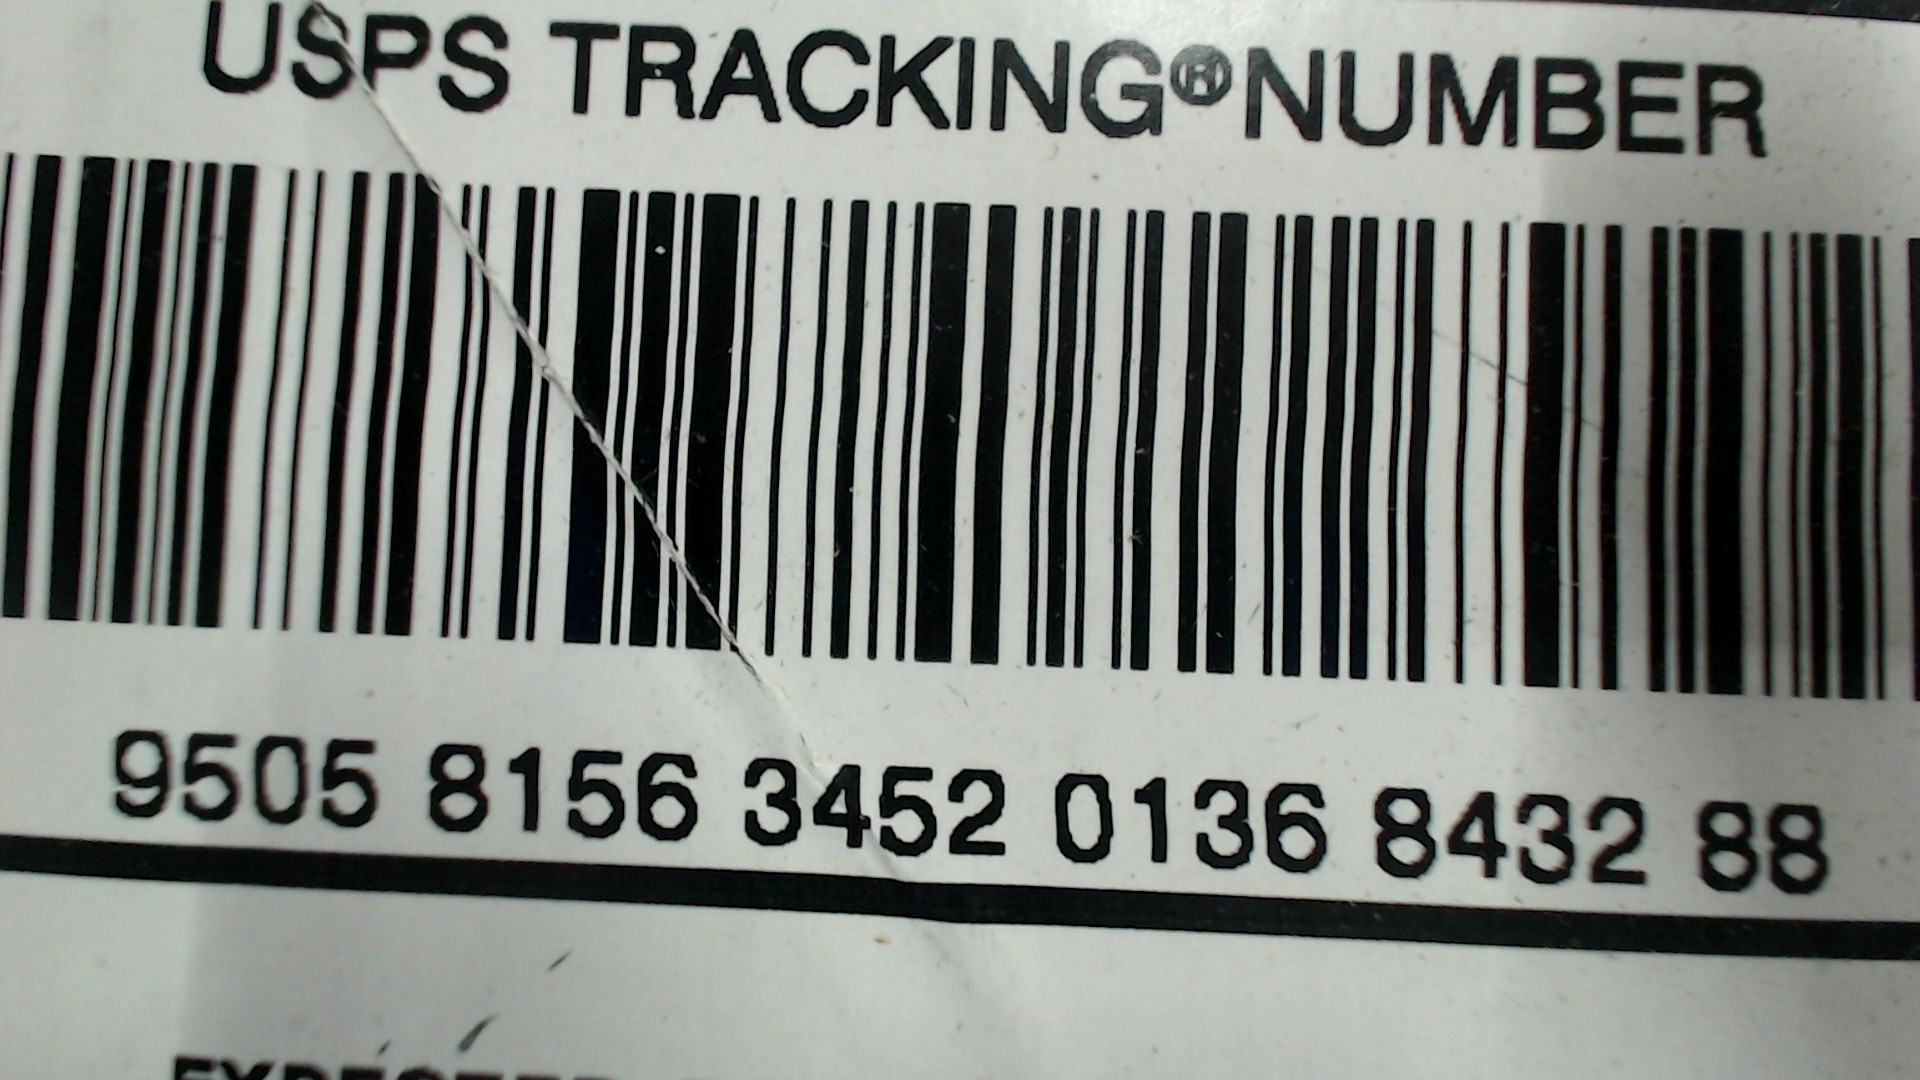 USPS TRACKING®NUMBER
9505 8156 3452 0136 8432 88